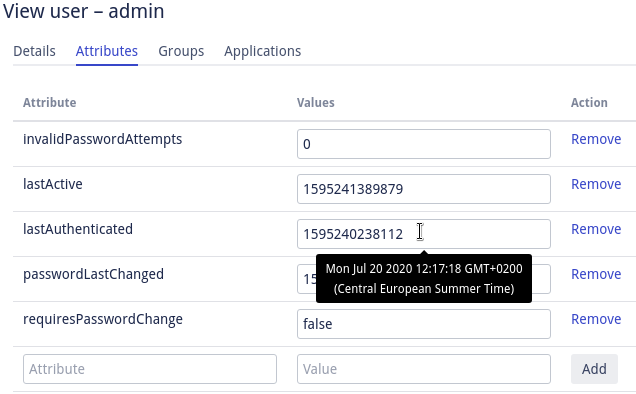 View user – admin
Details Attributes Groups Applications
Attribute Values Action
invalidPasswordAttempts 0 Remove
lastActive 1595241389879 Remove
lastAuthenticated 1595240238112 Remove
Mon Jul 20 2020 12:17:18 GMT+0200
(Central European Summer Time)
passwordLastChanged 15 Remove
requiresPasswordChange false Remove
Attribute Value Add